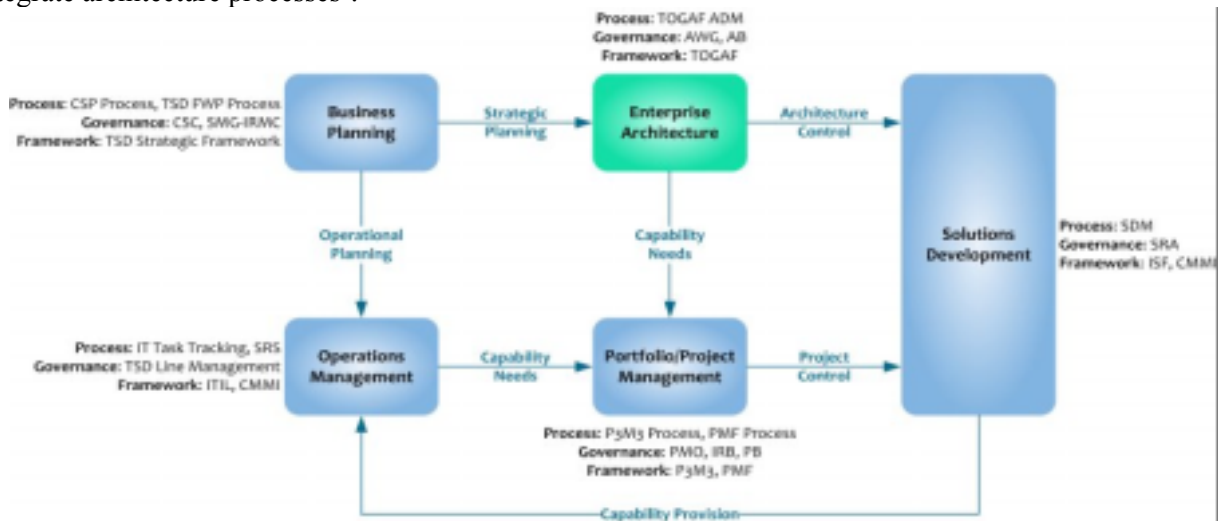 tegrate architecture processes .
Process: TOGAF ADM
Governance: AWG, AB
Framework: TOGAF
Process: CSP Process, TSD FWP Process
Governance: CSC, SMG-IRMC
Framework: TSD Strategic Framework
Business
Planning
Strategic
Planning
Enterprise
Architecture
Architecture
Control
Operational
Planning
Capability
Needs
Solutions
Development
Process: SDM
Governance: SRA
Framework: ISF, CMMI
Process: IT Task Tracking, SRS
Governance: TSD Line Management
Framework: ITIL, CMMI
Operations
Management
Capability
Needs
Portfolio/Project
Management
Project
Control
Process: P3M3 Process, PMF Process
Governance: PMO, IRB, PB
Framework: P3M3, PMF
Capability Provision